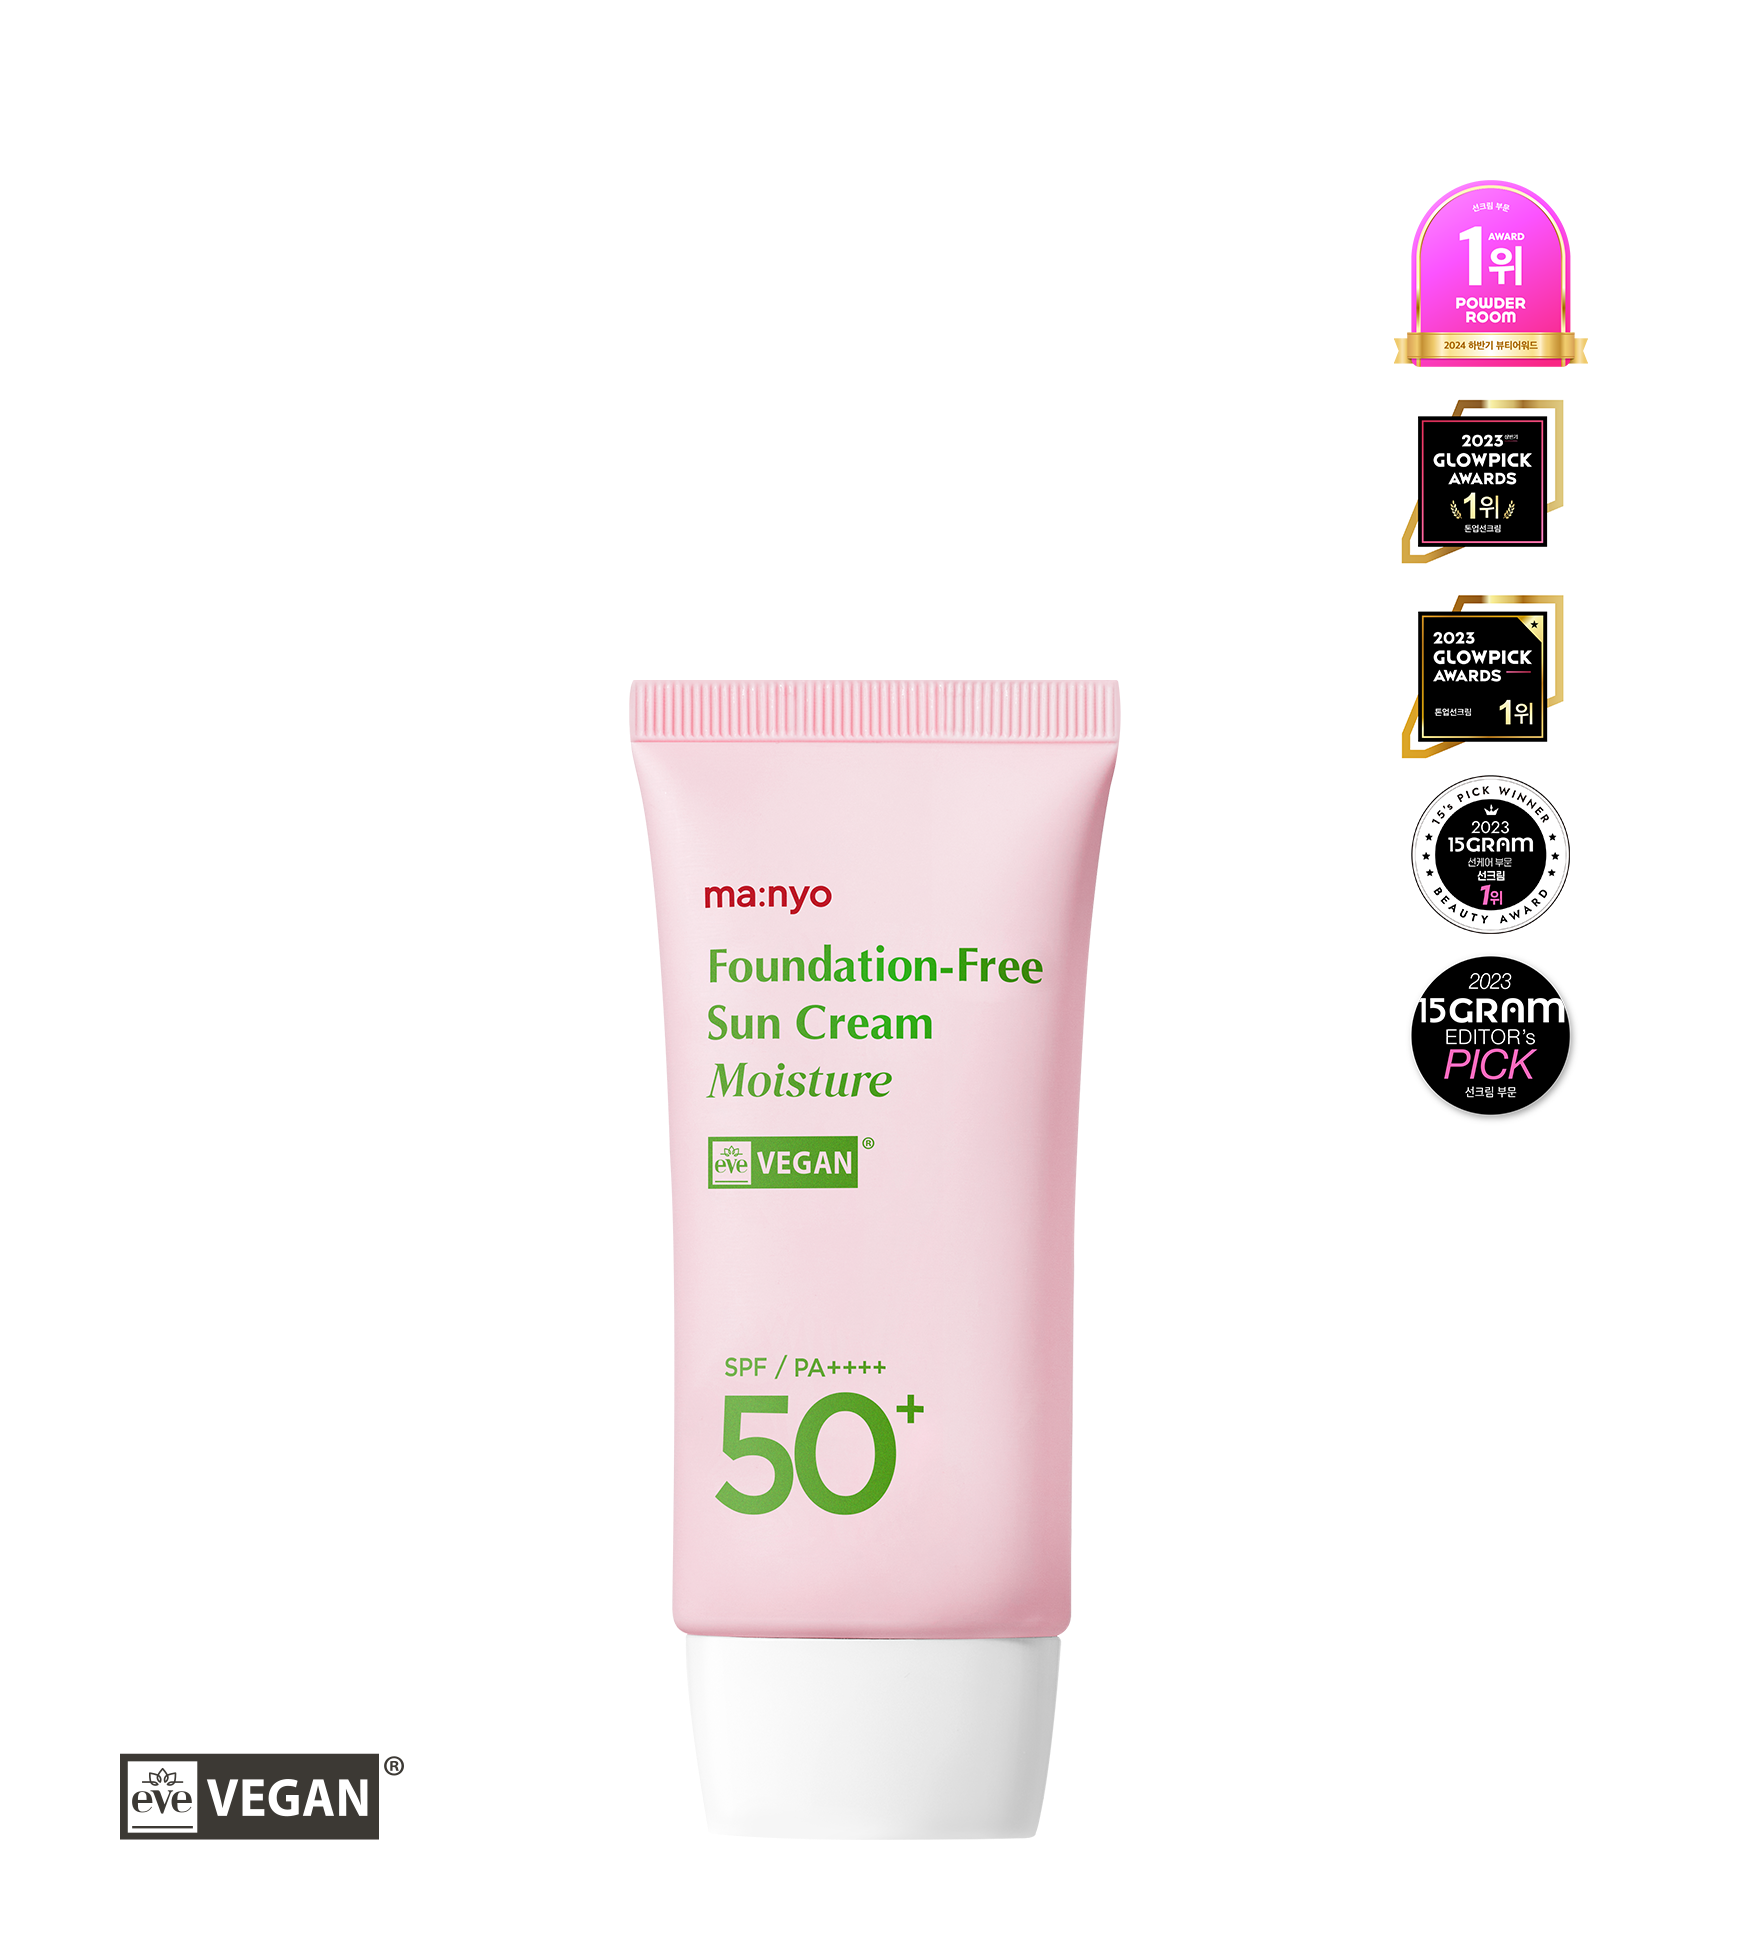 ma:nyo
Foundation-Free
Sun Cream
Moisture
eve VEGAN®
SPF / PA++++
50+
선크림 부문
1위 AWARD
POWDER
ROOM
2024 하반기 뷰티어워드
2023 상반기
GLOWPICK
AWARDS
1위
톤업선크림
2023
GLOWPICK
AWARDS
톤업선크림 1위
15's PICK WINNER
2023
15GRAM
선케어 부문
선크림
1위
BEAUTY AWARD
2023
15GRAM
EDITOR's
PICK
선크림 부문
eve VEGAN®